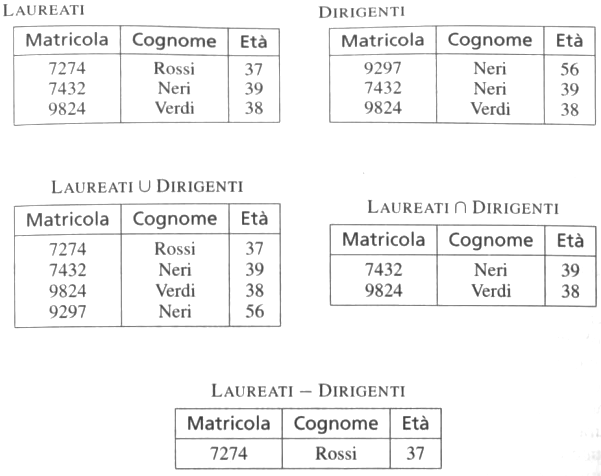 LAUREATI
Matricola Cognome Età
7274 Rossi 37
7432 Neri 39
9824 Verdi 38
DIRIGENTI
Matricola Cognome Età
9297 Neri 56
7432 Neri 39
9824 Verdi 38
LAUREATI ∪ DIRIGENTI
Matricola Cognome Età
7274 Rossi 37
7432 Neri 39
9824 Verdi 38
9297 Neri 56
LAUREATI ∩ DIRIGENTI
Matricola Cognome Età
7432 Neri 39
9824 Verdi 38
LAUREATI − DIRIGENTI
Matricola Cognome Età
7274 Rossi 37